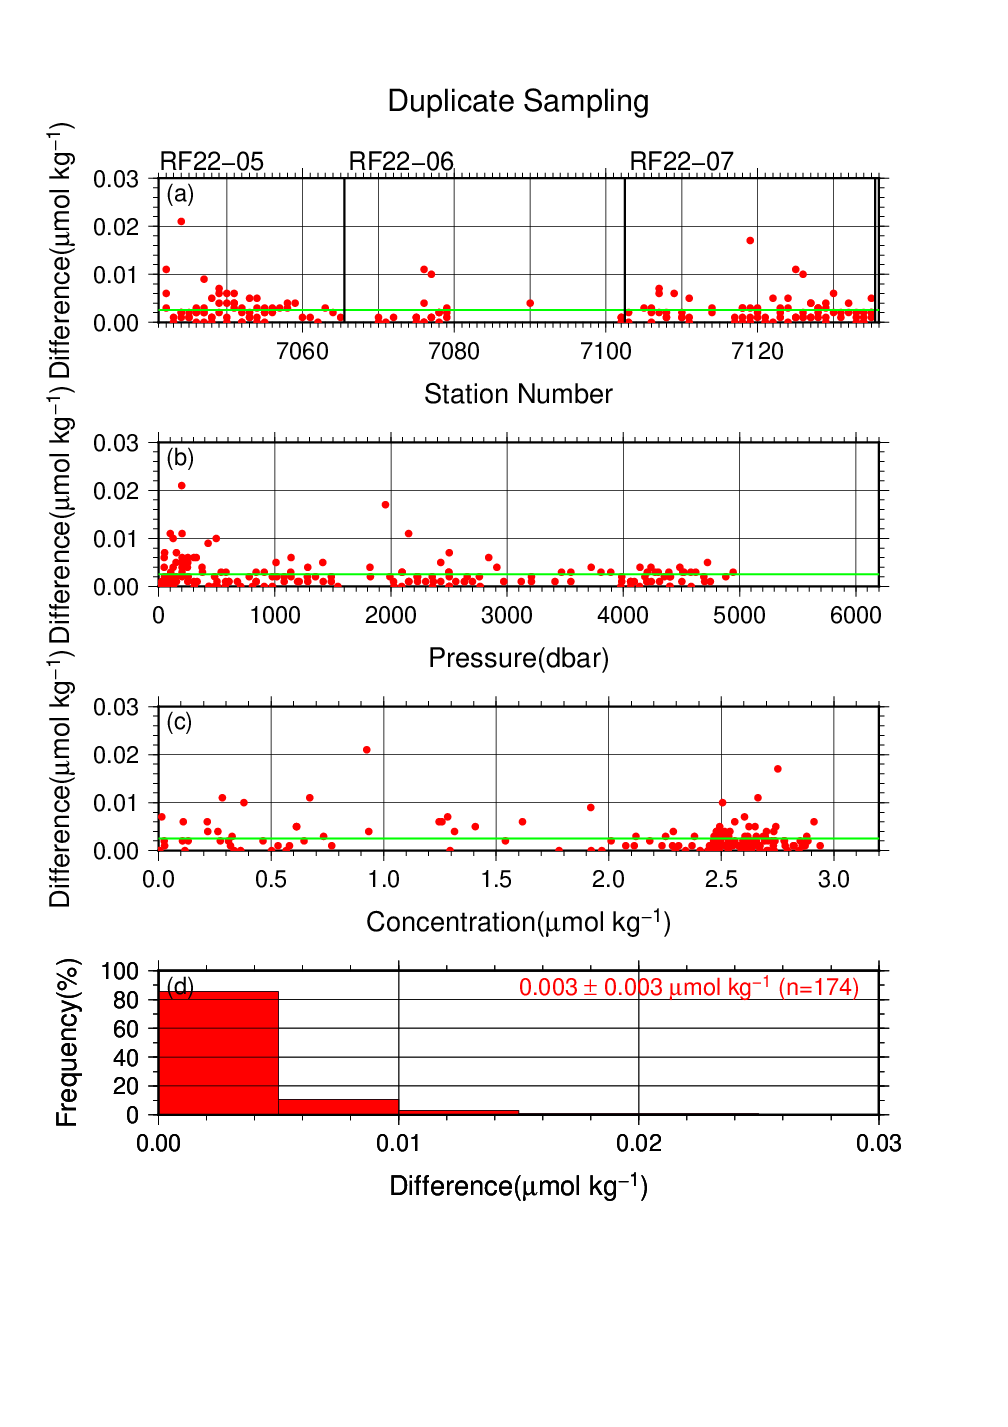 Duplicate Sampling
RF22−05 RF22−06 RF22−07
Difference(μmol kg−1)
(a)
0.03
0.02
0.01
0.00
7060 7080 7100 7120
Station Number
Difference(μmol kg−1)
(b)
0.03
0.02
0.01
0.00
0 1000 2000 3000 4000 5000 6000
Pressure(dbar)
Difference(μmol kg−1)
(c)
0.03
0.02
0.01
0.00
0.0 0.5 1.0 1.5 2.0 2.5 3.0
Concentration(μmol kg−1)
Frequency(%)
(d)
0.003 ± 0.003 μmol kg−1 (n=174)
100
80
60
40
20
0
0.00 0.01 0.02 0.03
Difference(μmol kg−1)